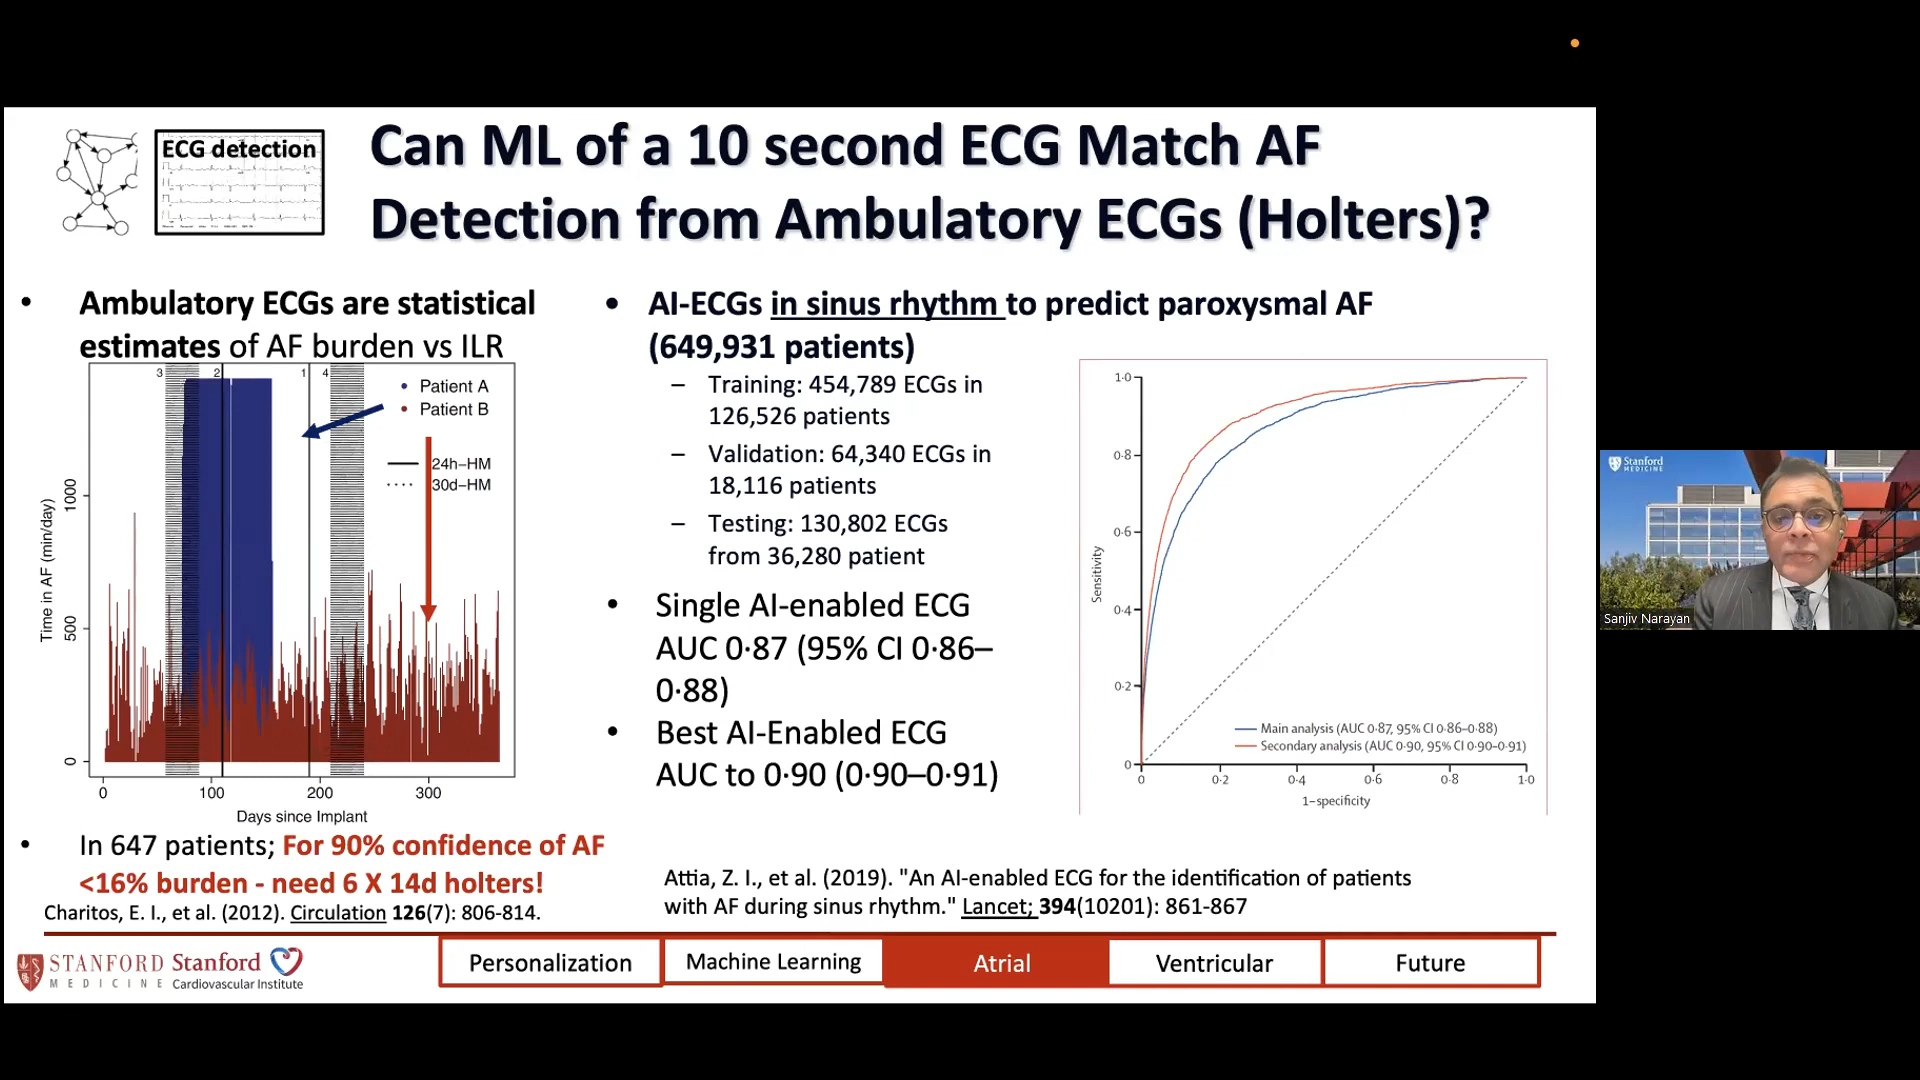 ECG detection
Can ML of a 10 second ECG Match AF
Detection from Ambulatory ECGs (Holters)?
• Ambulatory ECGs are statistical
estimates of AF burden vs ILR
3 2 1 4
Patient A
Patient B
24h-HM
30d-HM
Time in AF (min/day)
1000
500
0
0 100 200 300
Days since Implant
• In 647 patients; For 90% confidence of AF
<16% burden - need 6 X 14d holters!
Charitos, E. I., et al. (2012). Circulation 126(7): 806-814.
• AI-ECGs in sinus rhythm to predict paroxysmal AF
(649,931 patients)
– Training: 454,789 ECGs in
126,526 patients
– Validation: 64,340 ECGs in
18,116 patients
– Testing: 130,802 ECGs
from 36,280 patient
• Single AI-enabled ECG
AUC 0·87 (95% CI 0·86–
0·88)
• Best AI-Enabled ECG
AUC to 0·90 (0·90–0·91)
1·0
0·8
0·6
0·4
0·2
0
Sensitivity
Main analysis (AUC 0·87, 95% CI 0·86–0·88)
Secondary analysis (AUC 0·90, 95% CI 0·90–0·91)
0 0·2 0·4 0·6 0·8 1·0
1–specificity
Attia, Z. I., et al. (2019). "An AI-enabled ECG for the identification of patients
with AF during sinus rhythm." Lancet; 394(10201): 861-867
STANFORD
MEDICINE
Stanford
Cardiovascular Institute
Personalization
Machine Learning
Atrial
Ventricular
Future
Stanford
MEDICINE
Sanjiv Narayan